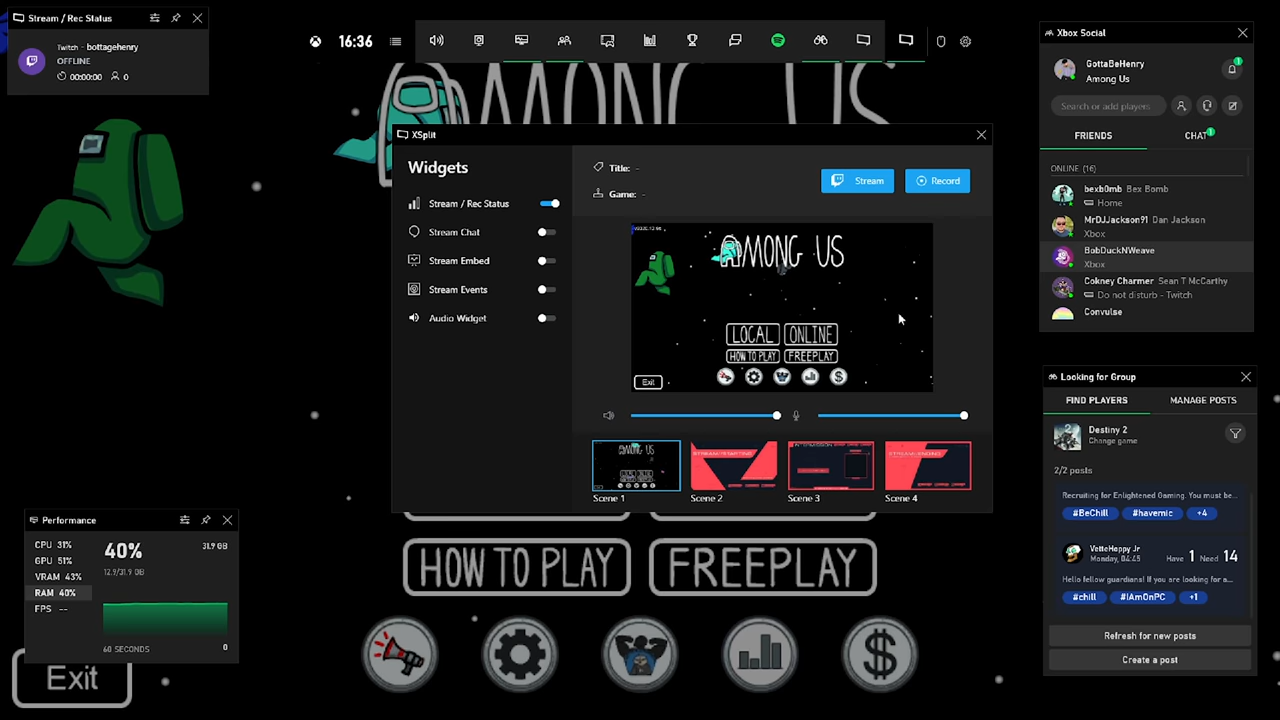 Stream / Rec Status
Twitch - bottagehenry
OFFLINE
00:00:00
0
16:36
AMONG US
XSplit
Widgets
Stream / Rec Status
Stream Chat
Stream Embed
Stream Events
Audio Widget
Title: -
Game: -
Stream
Record
AMONG US
LOCAL
ONLINE
HOW TO PLAY
FREEPLAY
Exit
Scene 1
Scene 2
Scene 3
Scene 4
Xbox Social
GottaBeHenry
Among Us
1
Search or add players
FRIENDS
CHAT
1
ONLINE (16)
bexb0mb Bex Bomb
Home
MrDJJackson91 Dan Jackson
Xbox
BobDuckNWeave
Xbox
Cokney Charmer Sean T McCarthy
Do not disturb - Twitch
Convulse
Looking for Group
FIND PLAYERS
MANAGE POSTS
Destiny 2
Change game
2/2 posts
Recruiting for Enlightened Gaming. You must be...
#BeChill
#havemic
+4
VetteHeppy Jr
Monday, 04:45
Have 1 Need 14
Hello fellow guardians! If you are looking for a...
#chill
#IAmOnPC
+1
Refresh for new posts
Create a post
Performance
CPU 31%
GPU 51%
VRAM 43%
RAM 40%
FPS --
40%
31.9 GB
12.9/31.9 GB
60 SECONDS
0
HOW TO PLAY
FREEPLAY
Exit